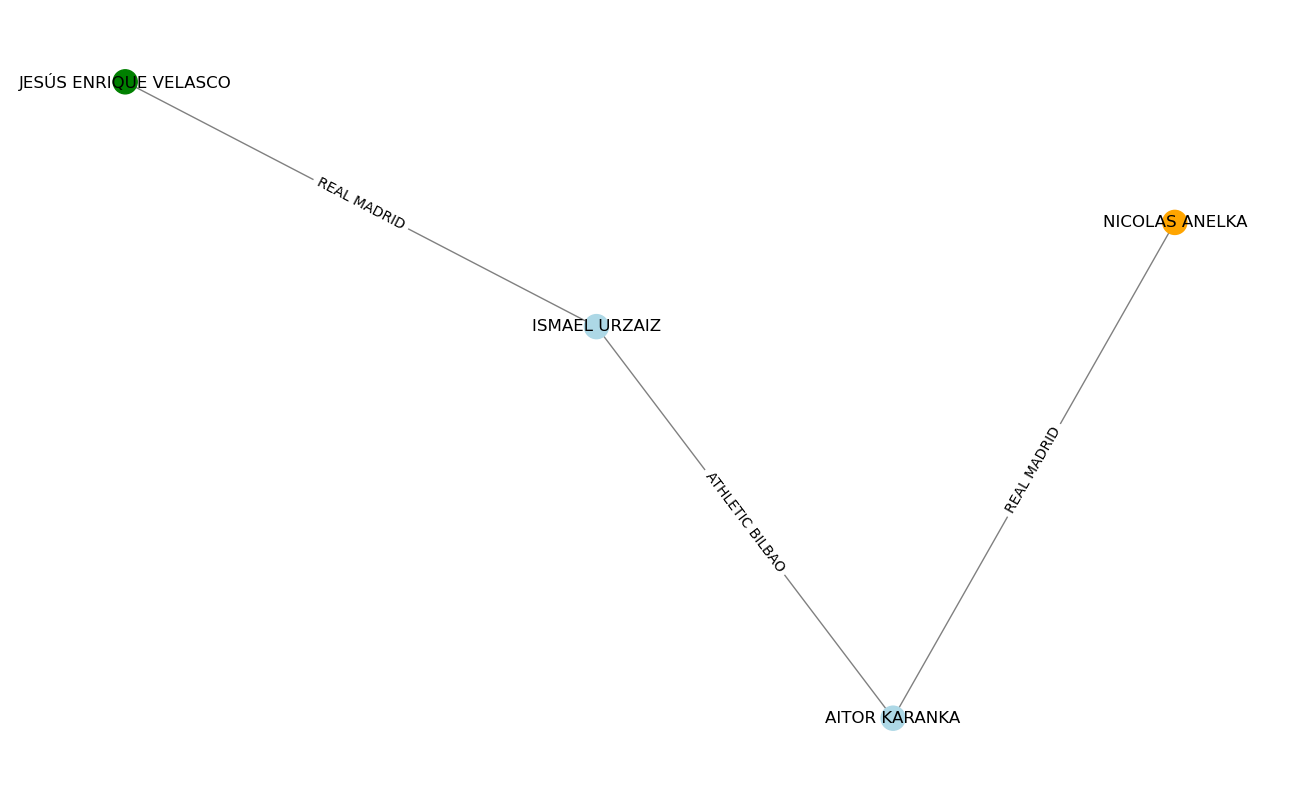 JESÚS ENRIQUE VELASCO
REAL MADRID
NICOLAS ANELKA
ISMAEL URZAIZ
REAL MADRID
ATHLETIC BILBAO
AITOR KARANKA